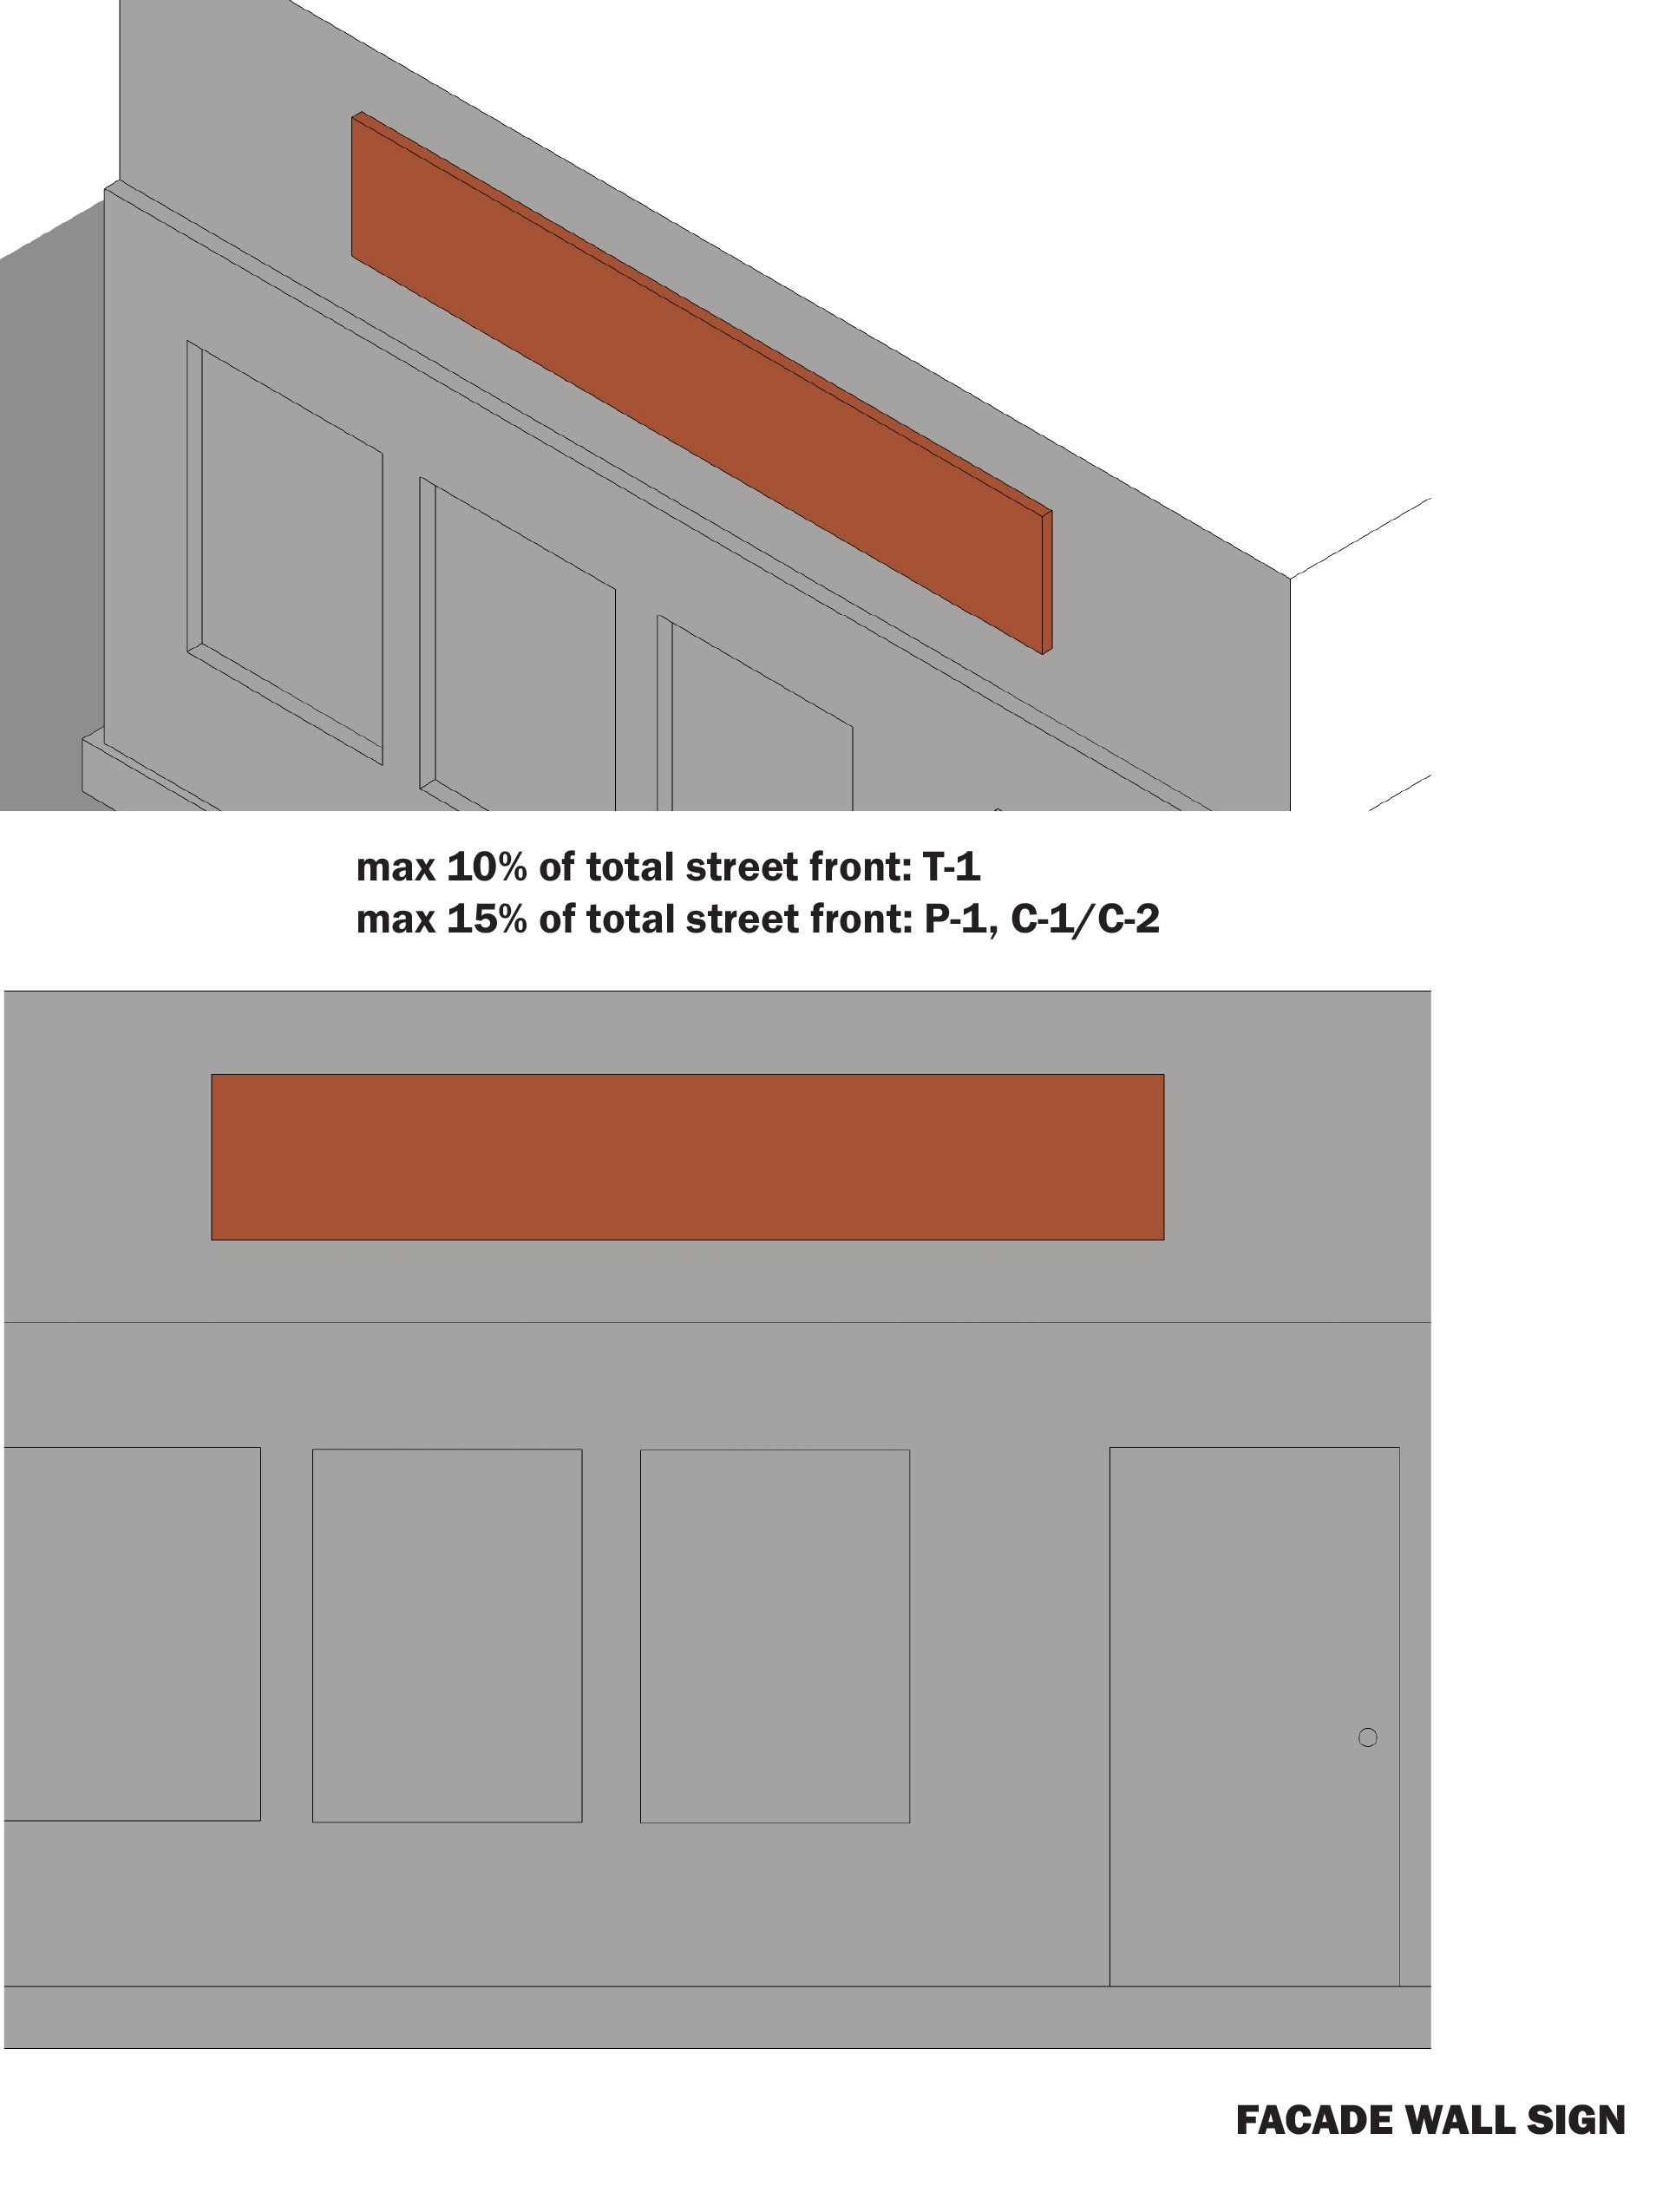 max 10% of total street front: T-1
max 15% of total street front: P-1, C-1/C-2
FACADE WALL SIGN